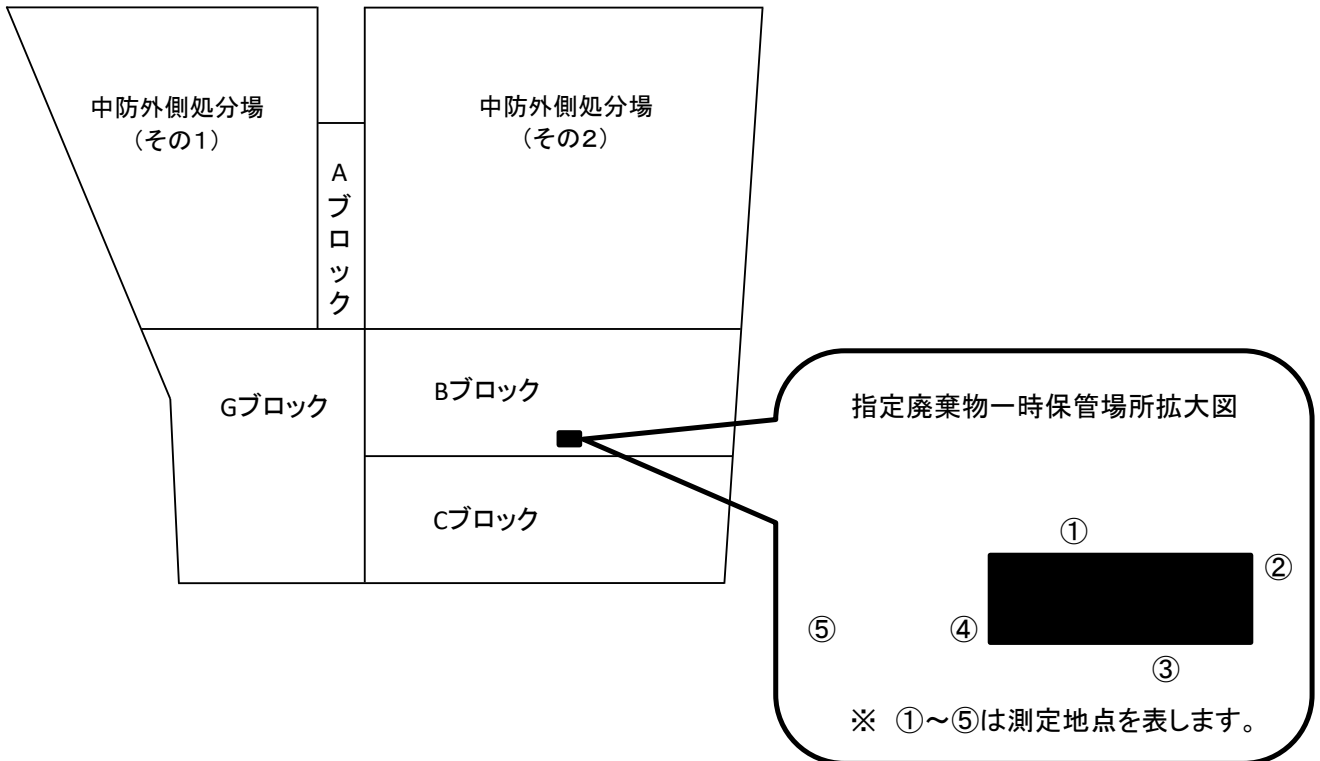 中防外側処分場
（その１）
中防外側処分場
（その２）
Aブロック
Gブロック
Bブロック
Cブロック
指定廃棄物一時保管場所拡大図
①
②
③
④
⑤
※ ①～⑤は測定地点を表します。